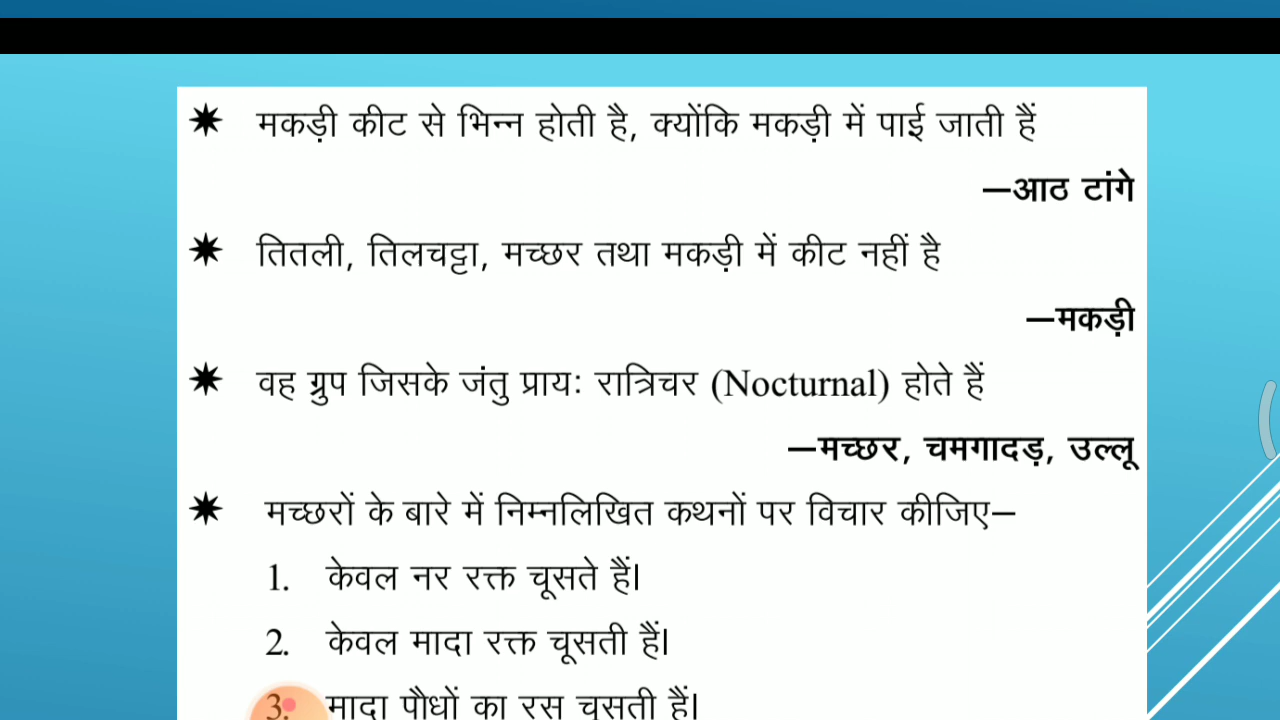 ✷ मकड़ी कीट से भिन्न होती है, क्योंकि मकड़ी में पाई जाती हैं
—आठ टांगे
✷ तितली, तिलचट्टा, मच्छर तथा मकड़ी में कीट नहीं है
—मकड़ी
✷ वह ग्रुप जिसके जंतु प्रायः रात्रिचर (Nocturnal) होते हैं
—मच्छर, चमगादड़, उल्लू
✷ मच्छरों के बारे में निम्नलिखित कथनों पर विचार कीजिए—
1. केवल नर रक्त चूसते हैं।
2. केवल मादा रक्त चूसती हैं।
3. मादा पौधों का रस चूसती हैं।